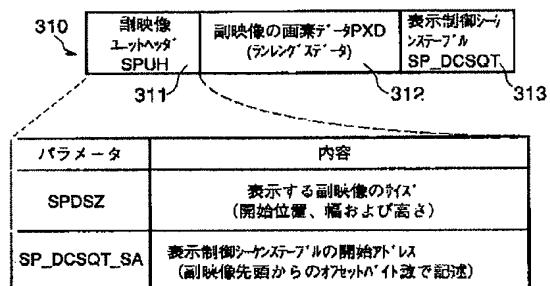 310
副映像
ユニットヘッダ
SPUH
311
副映像の画素データPXD
(ランレングスデータ)
312
表示制御シーケ
ンステーブル
SP_DCSQT
313
パラメータ
内容
SPDSZ
表示する副映像のサイズ
(開始位置、幅および高さ)
SP_DCSQT_SA
表示制御シーケンステーブルの開始アドレス
(副映像先頭からのオフセットバイト数で記述)